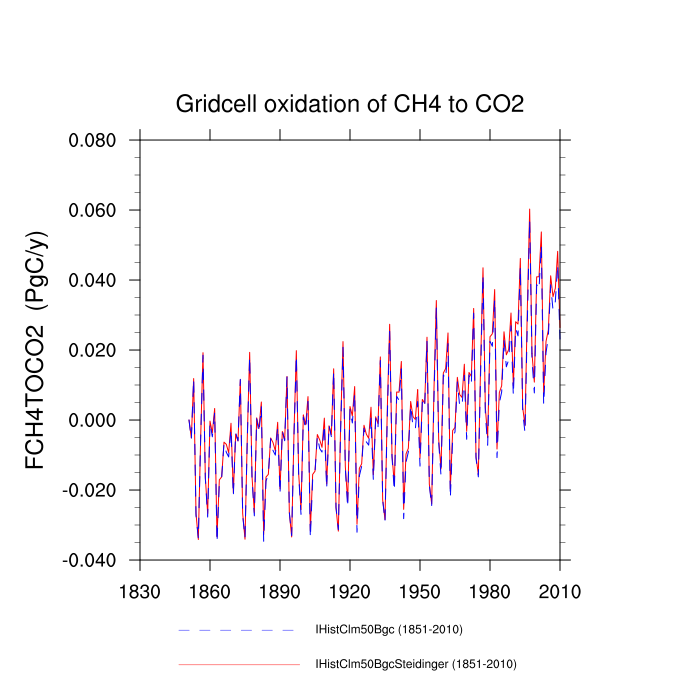 Gridcell oxidation of CH4 to CO2
FCH4TOCO2 (PgC/y)
0.080
0.060
0.040
0.020
0.000
-0.020
-0.040
1830 1860 1890 1920 1950 1980 2010
IHistClm50Bgc (1851-2010)
IHistClm50BgcSteidinger (1851-2010)